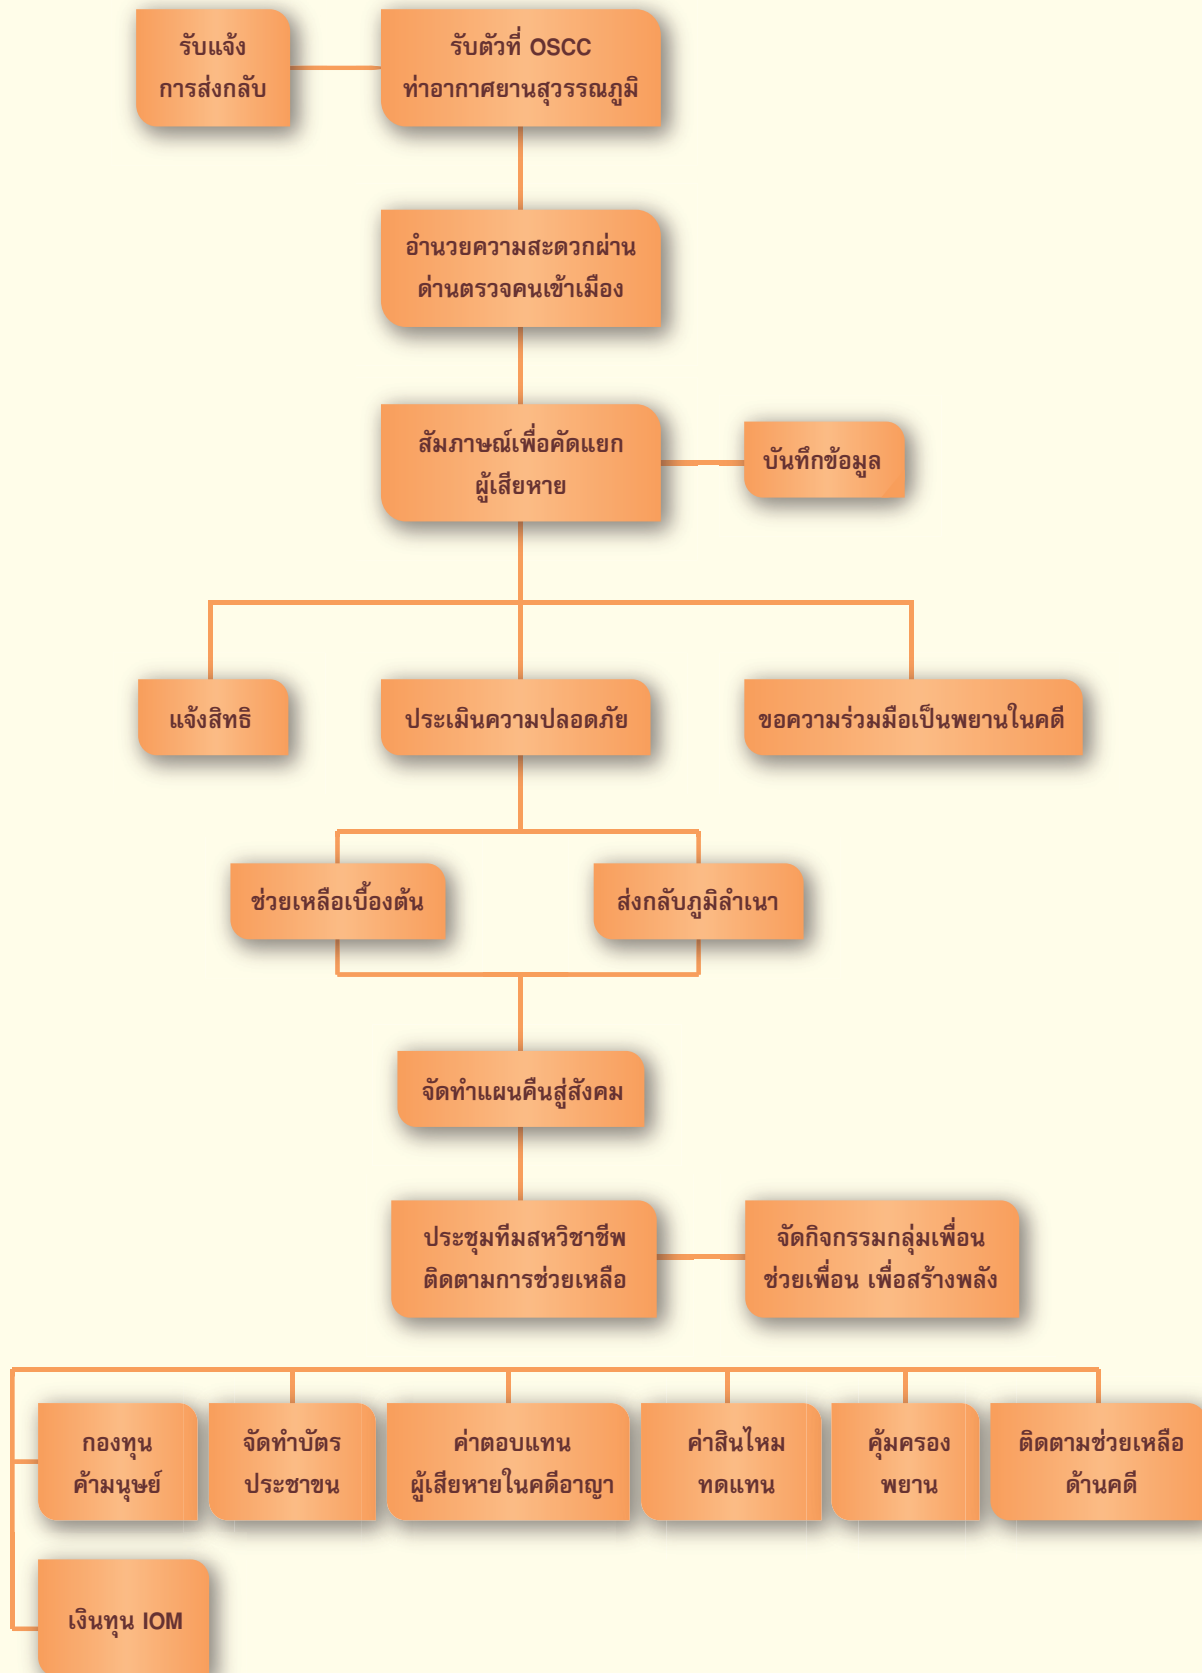 รับแจ้ง
การส่งกลับ
รับตัวที่ OSCC
ท่าอากาศยานสุวรรณภูมิ
อำนวยความสะดวกผ่าน
ด่านตรวจคนเข้าเมือง
สัมภาษณ์เพื่อคัดแยก
ผู้เสียหาย
บันทึกข้อมูล
แจ้งสิทธิ
ประเมินความปลอดภัย
ขอความร่วมมือเป็นพยานในคดี
ช่วยเหลือเบื้องต้น
ส่งกลับภูมิลำเนา
จัดทำแผนคืนสู่สังคม
ประชุมทีมสหวิชาชีพ
ติดตามการช่วยเหลือ
จัดกิจกรรมกลุ่มเพื่อน
ช่วยเพื่อน เพื่อสร้างพลัง
กองทุน
ค้ามนุษย์
จัดทำบัตร
ประชาขน
ค่าตอบแทน
ผู้เสียหายในคดีอาญา
ค่าสินไหม
ทดแทน
คุ้มครอง
พยาน
ติดตามช่วยเหลือ
ด้านคดี
เงินทุน IOM